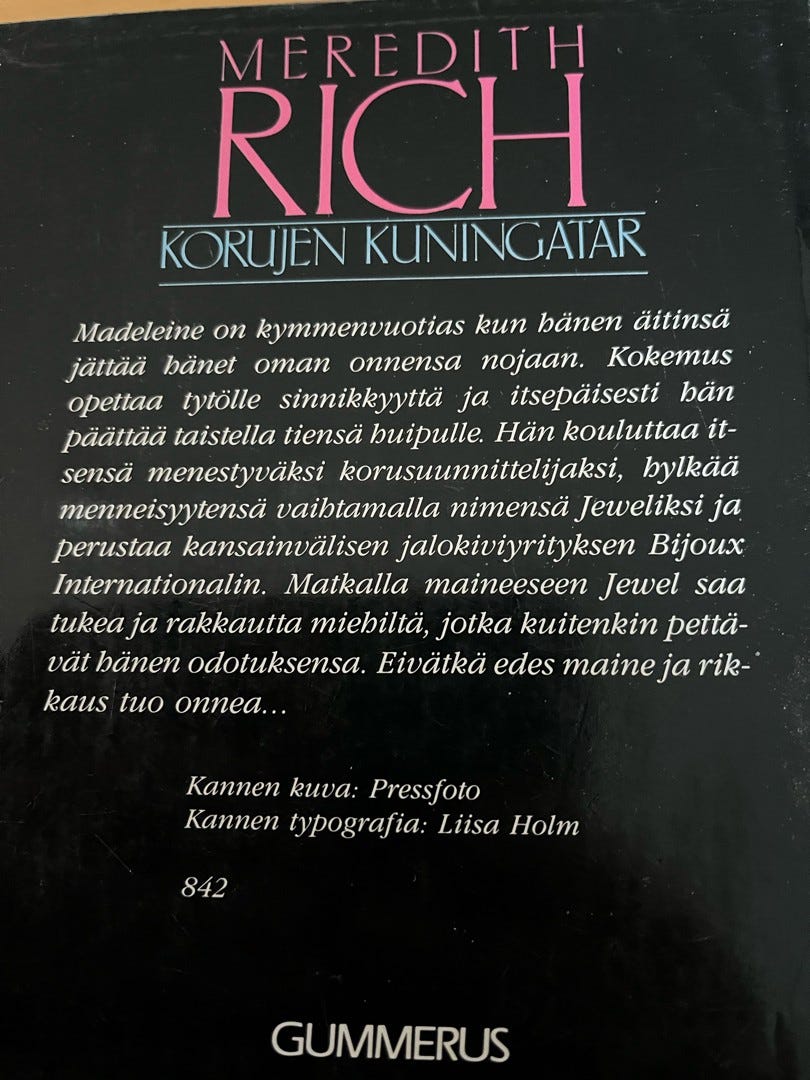 MEREDITH
RICH
KORUJEN KUNINGATAR
Madeleine on kymmenvuotias kun hänen äitinsä
jättää hänet oman onnensa nojaan. Kokemus
opettaa tytölle sinnikkyyttä ja itsepäisesti hän
päättää taistella tiensä huipulle. Hän kouluttaa it-
sensä menestyväksi korusuunnittelijaksi, hylkää
menneisyytensä vaihtamalla nimensä Jeweliksi ja
perustaa kansainvälisen jalokiviyrityksen Bijoux
Internationalin. Matkalla maineeseen Jewel saa
tukea ja rakkautta miehiltä, jotka kuitenkin pettä-
vät hänen odotuksensa. Eivätkä edes maine ja rik-
kaus tuo onnea...
Kannen kuva: Pressfoto
Kannen typografia: Liisa Holm
842
GUMMERUS